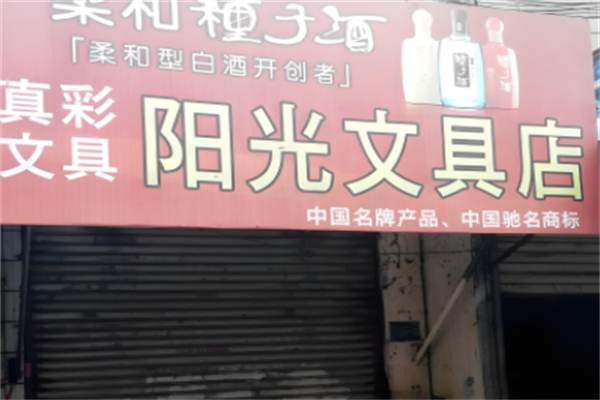 柔和種子酒
「柔和型白酒开创者」
真彩
文具
阳光文具店
中国名牌产品、中国驰名商标